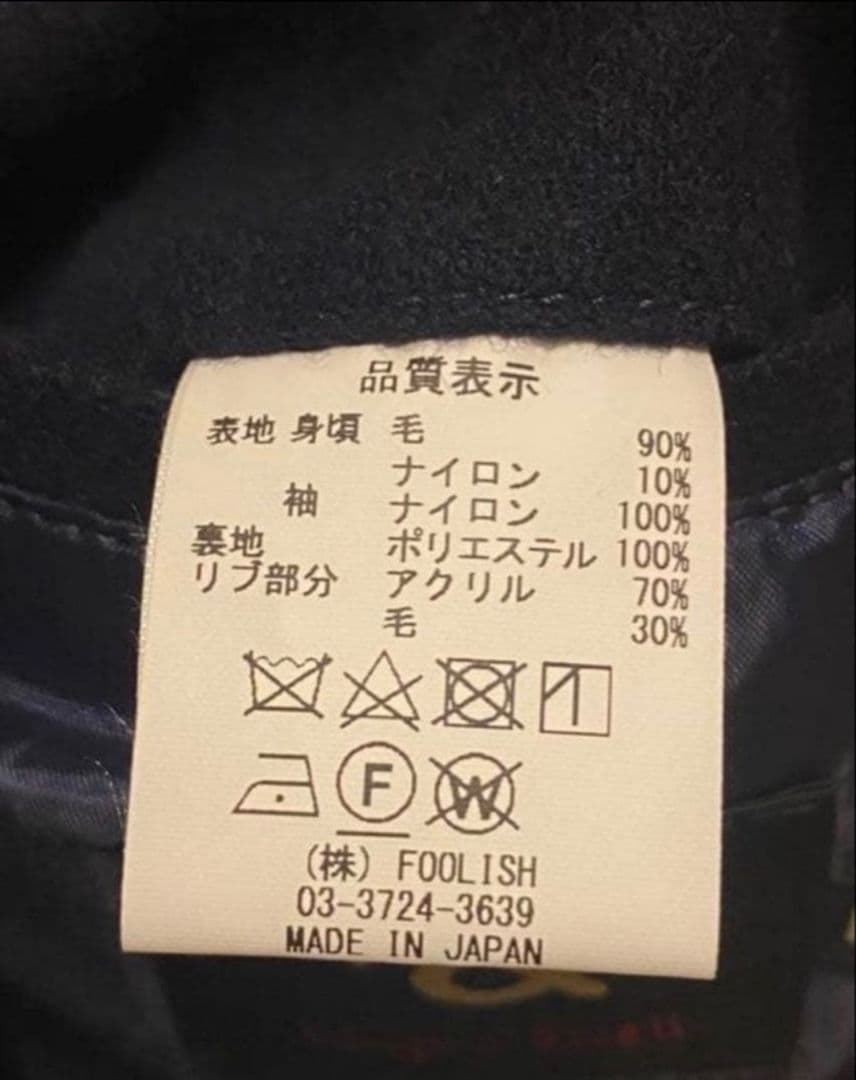 品質表示
表地 身頃 毛 90%
ナイロン 10%
袖 ナイロン 100%
裏地 ポリエステル 100%
リブ部分 アクリル 70%
毛 30%
F W
(株) FOOLISH
03-3724-3639
MADE IN JAPAN